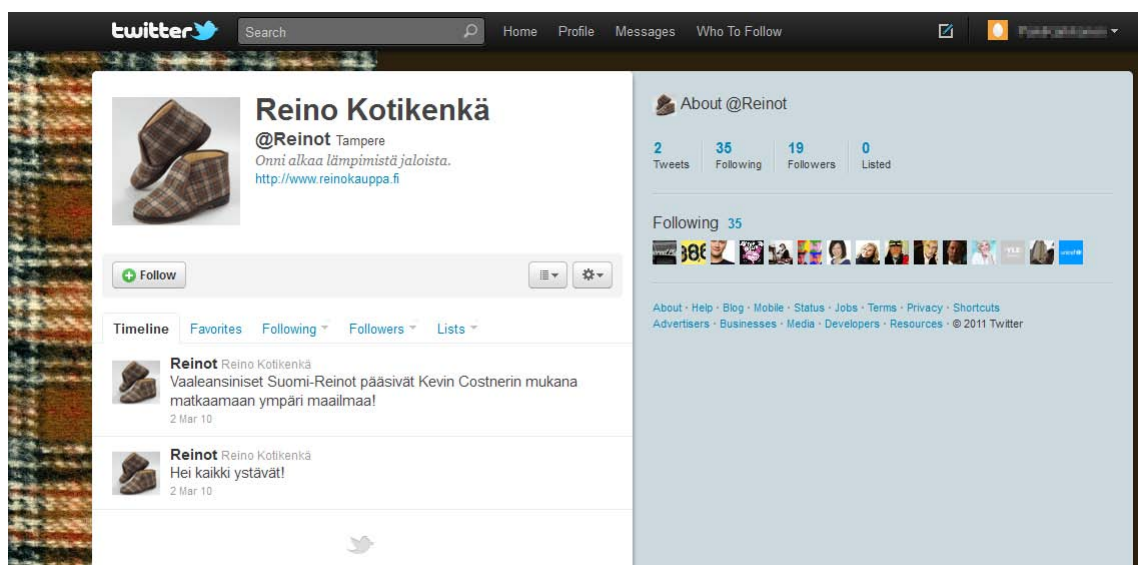 twitter
Search
Home Profile Messages Who To Follow
Reino Kotikenkä
@Reinot Tampere
Onni alkaa lämpimistä jaloista.
http://www.reinokauppa.fi
Follow
Timeline Favorites Following Followers Lists
Reinot Reino Kotikenkä
Vaaleansiniset Suomi-Reinot pääsivät Kevin Costnerin mukana
matkaamaan ympäri maailmaa!
2 Mar 10
Reinot Reino Kotikenkä
Hei kaikki ystävät!
2 Mar 10
About @Reinot
2 35 19 0
Tweets Following Followers Listed
Following 35
About · Help · Blog · Mobile · Status · Jobs · Terms · Privacy · Shortcuts
Advertisers · Businesses · Media · Developers · Resources · © 2011 Twitter